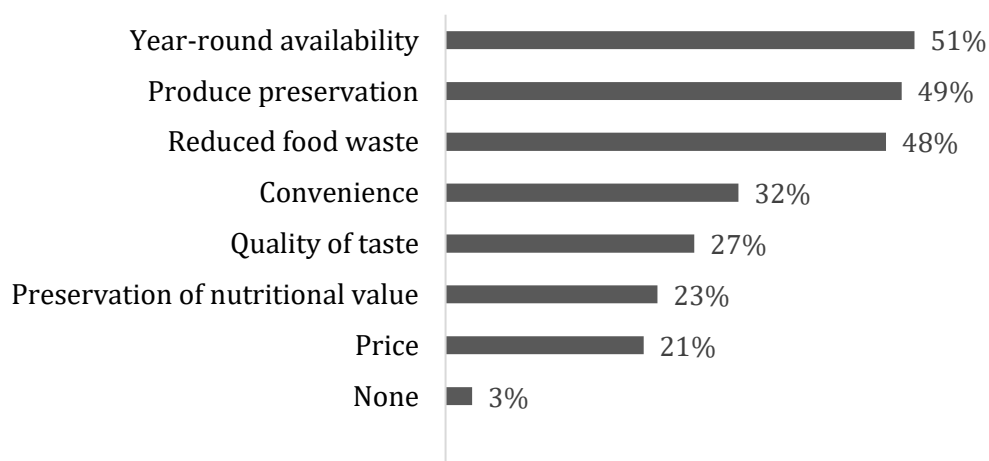 Year-round availability 51%
Produce preservation 49%
Reduced food waste 48%
Convenience 32%
Quality of taste 27%
Preservation of nutritional value 23%
Price 21%
None 3%